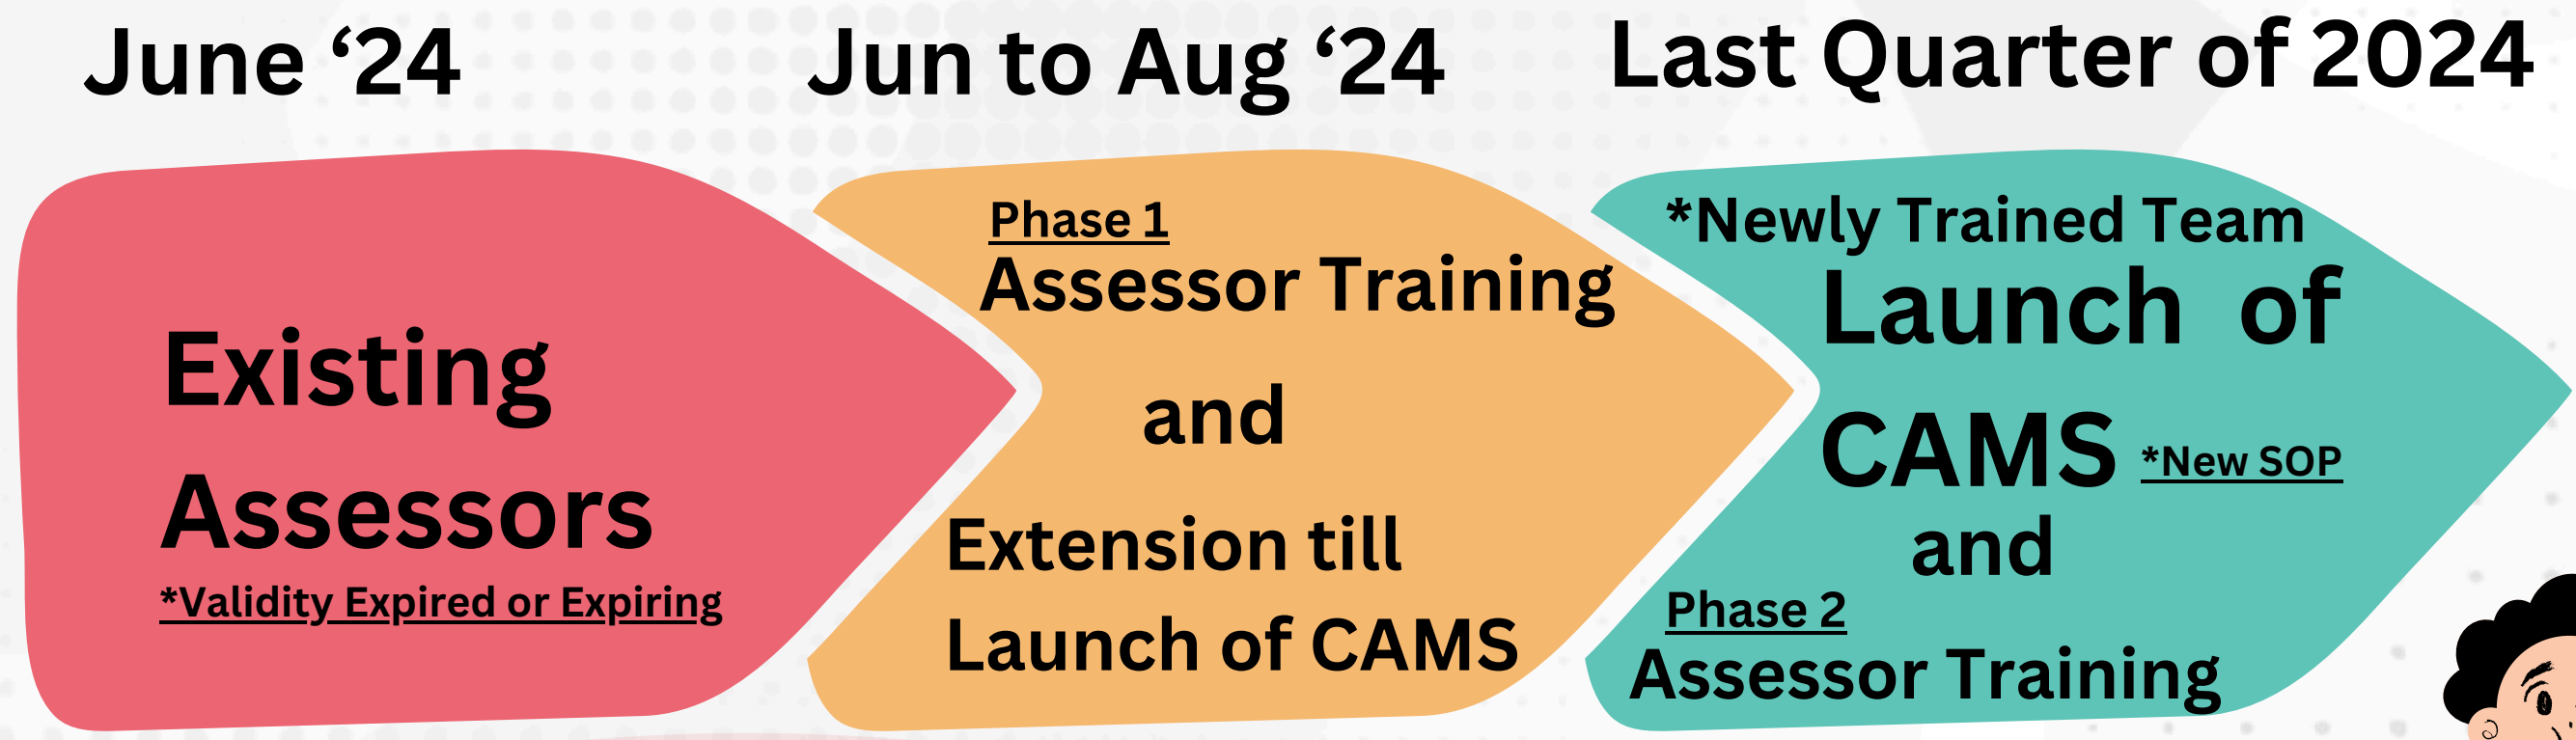 June ‘24
Existing
Assessors
*Validity Expired or Expiring
Jun to Aug ‘24
Phase 1
Assessor Training
and
Extension till
Launch of CAMS
Last Quarter of 2024
*Newly Trained Team
Launch of
CAMS *New SOP
and
Phase 2
Assessor Training